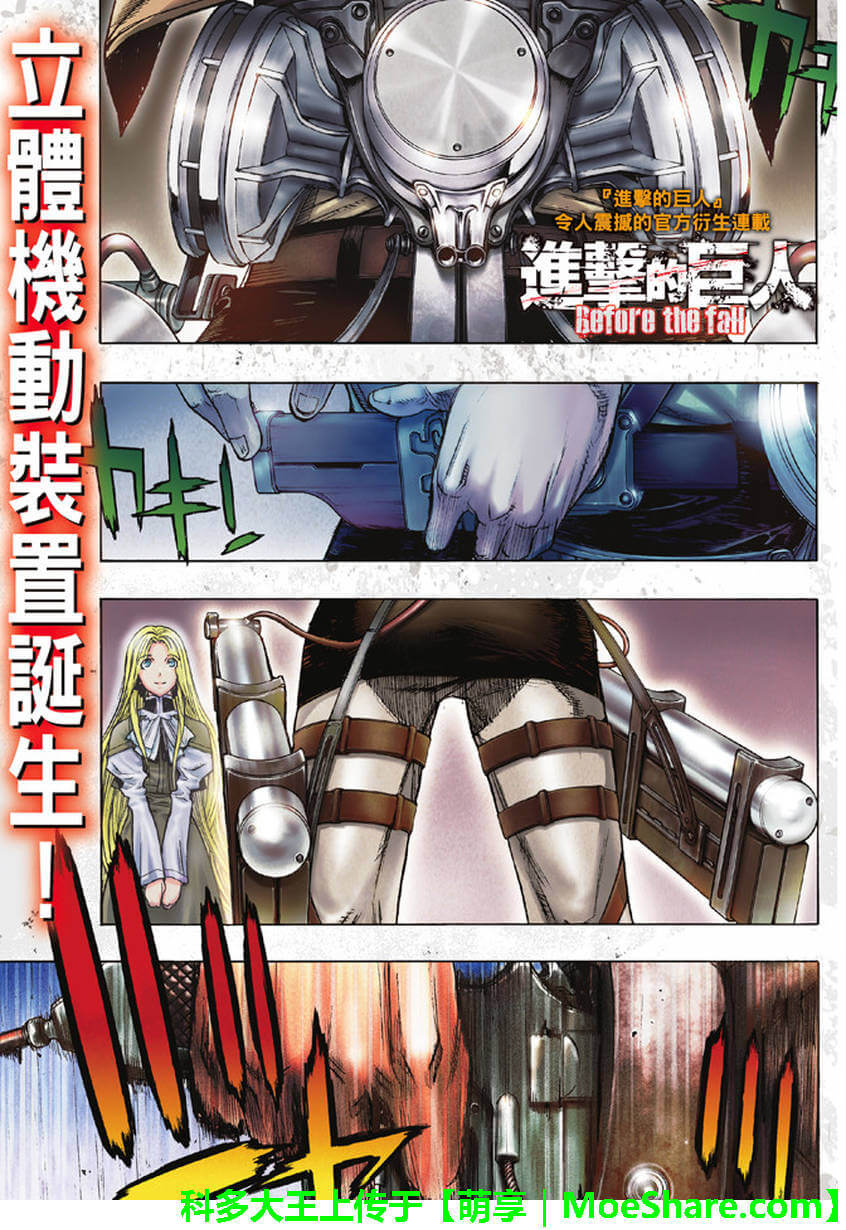 立體機動裝置誕生！
『進擊的巨人』
令人震撼的官方衍生連載
進擊的巨人
Before the fall
カチ
カキ！
科多大王上传于【萌享｜MoeShare.com】